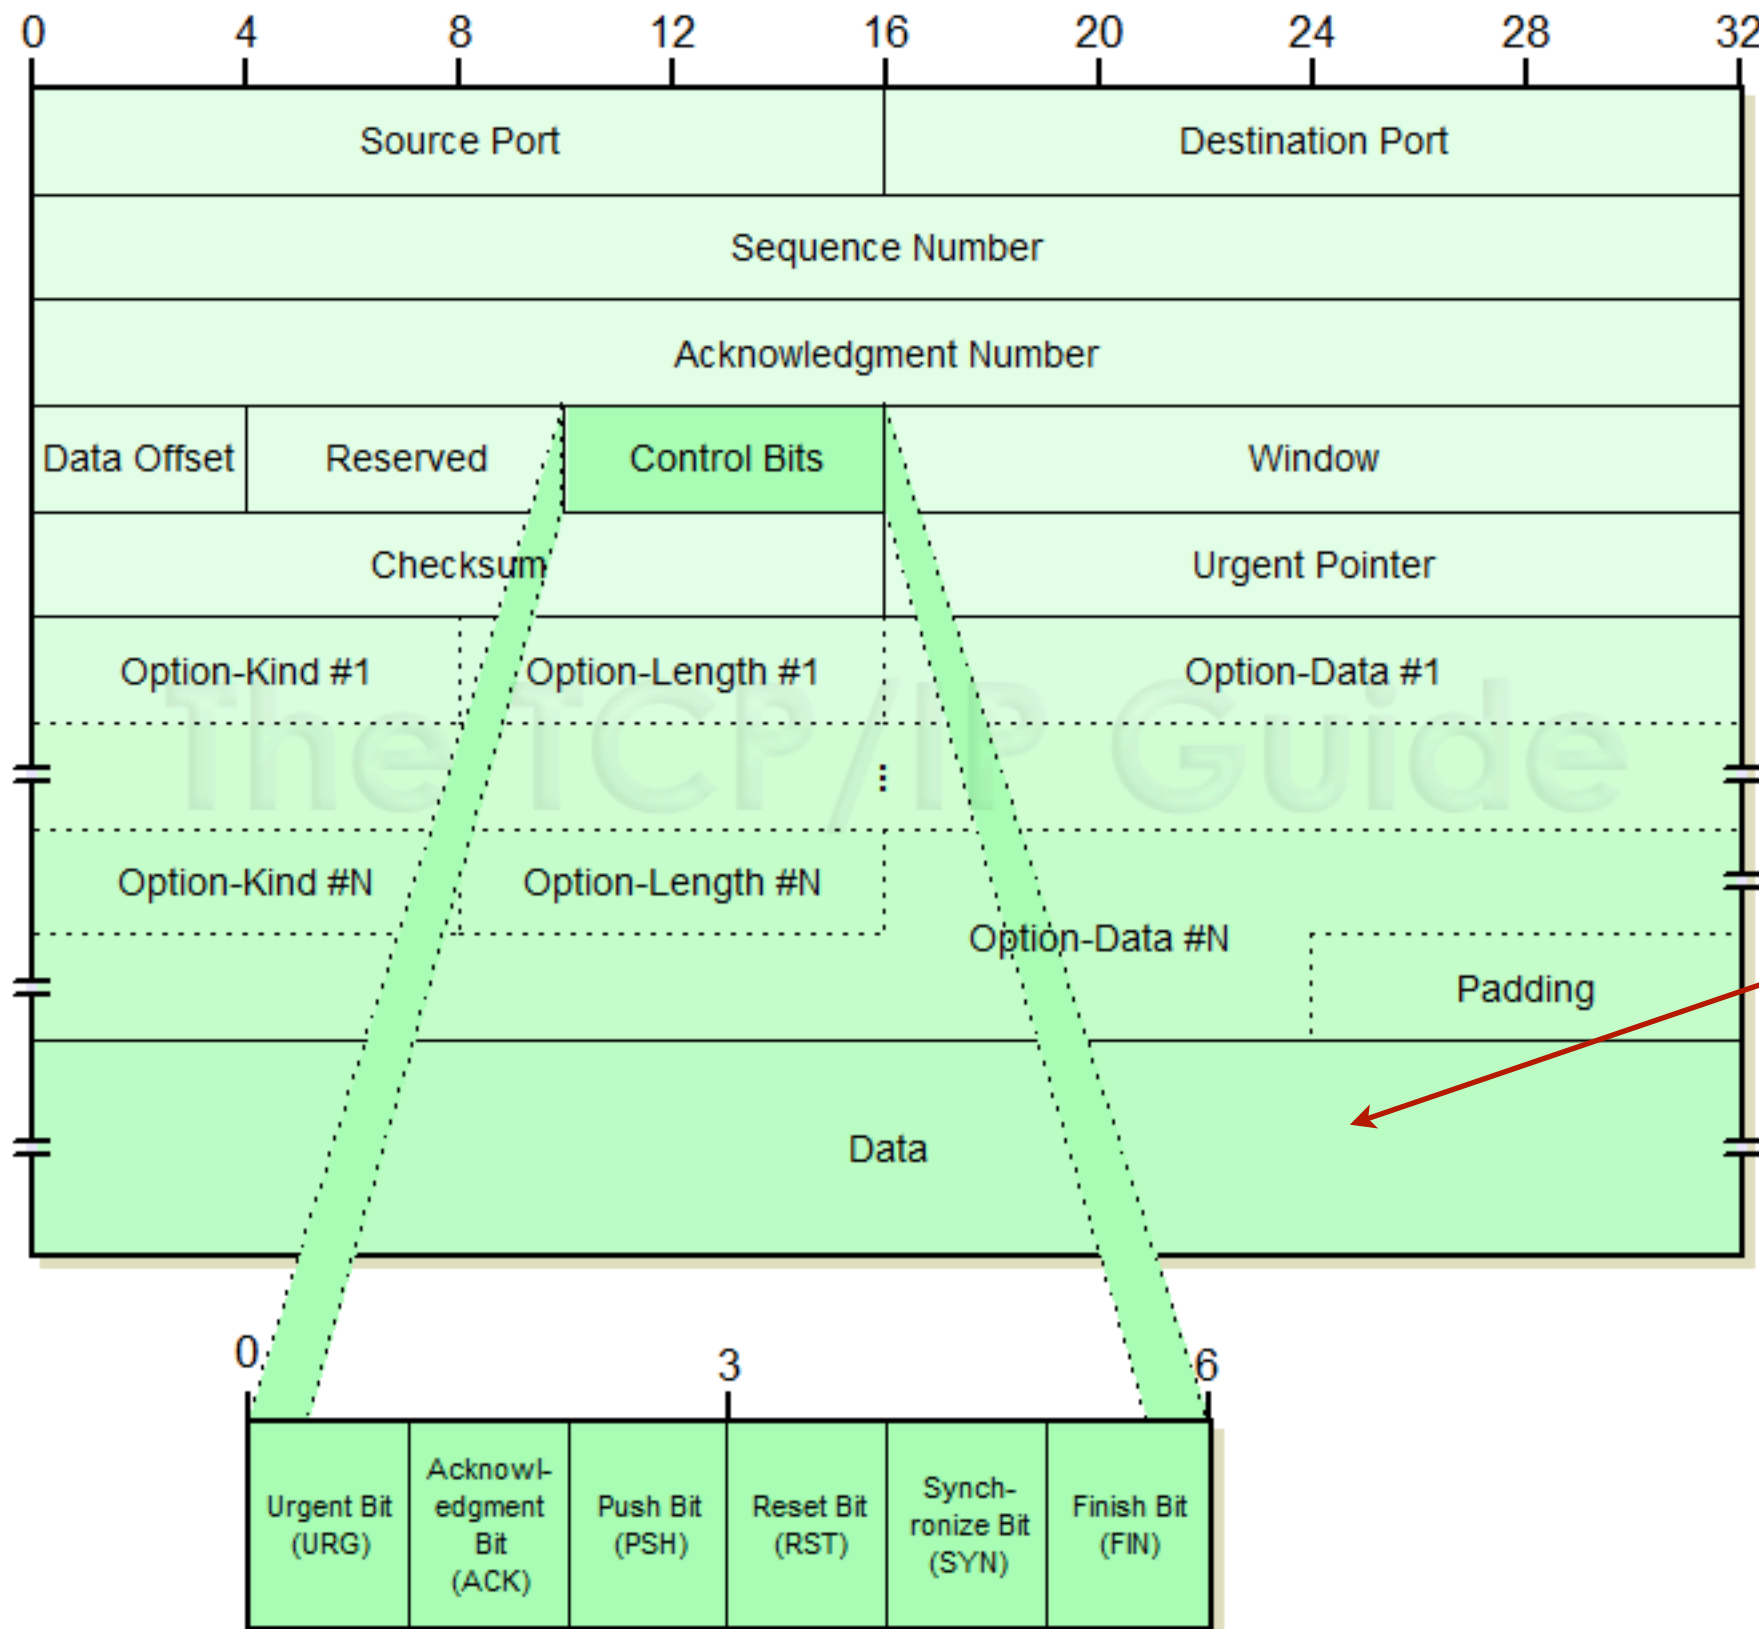 0 4 8 12 16 20 24 28 32
Source Port Destination Port
Sequence Number
Acknowledgment Number
Data Offset Reserved Control Bits Window
Checksum Urgent Pointer
Option-Kind #1 Option-Length #1 Option-Data #1
The TCP/IP Guide
⋮
Option-Kind #N Option-Length #N
Option-Data #N
Padding
Data
0 3 6
Urgent Bit
(URG)
Acknowl-
edgment
Bit
(ACK)
Push Bit
(PSH)
Reset Bit
(RST)
Synch-
ronize Bit
(SYN)
Finish Bit
(FIN)